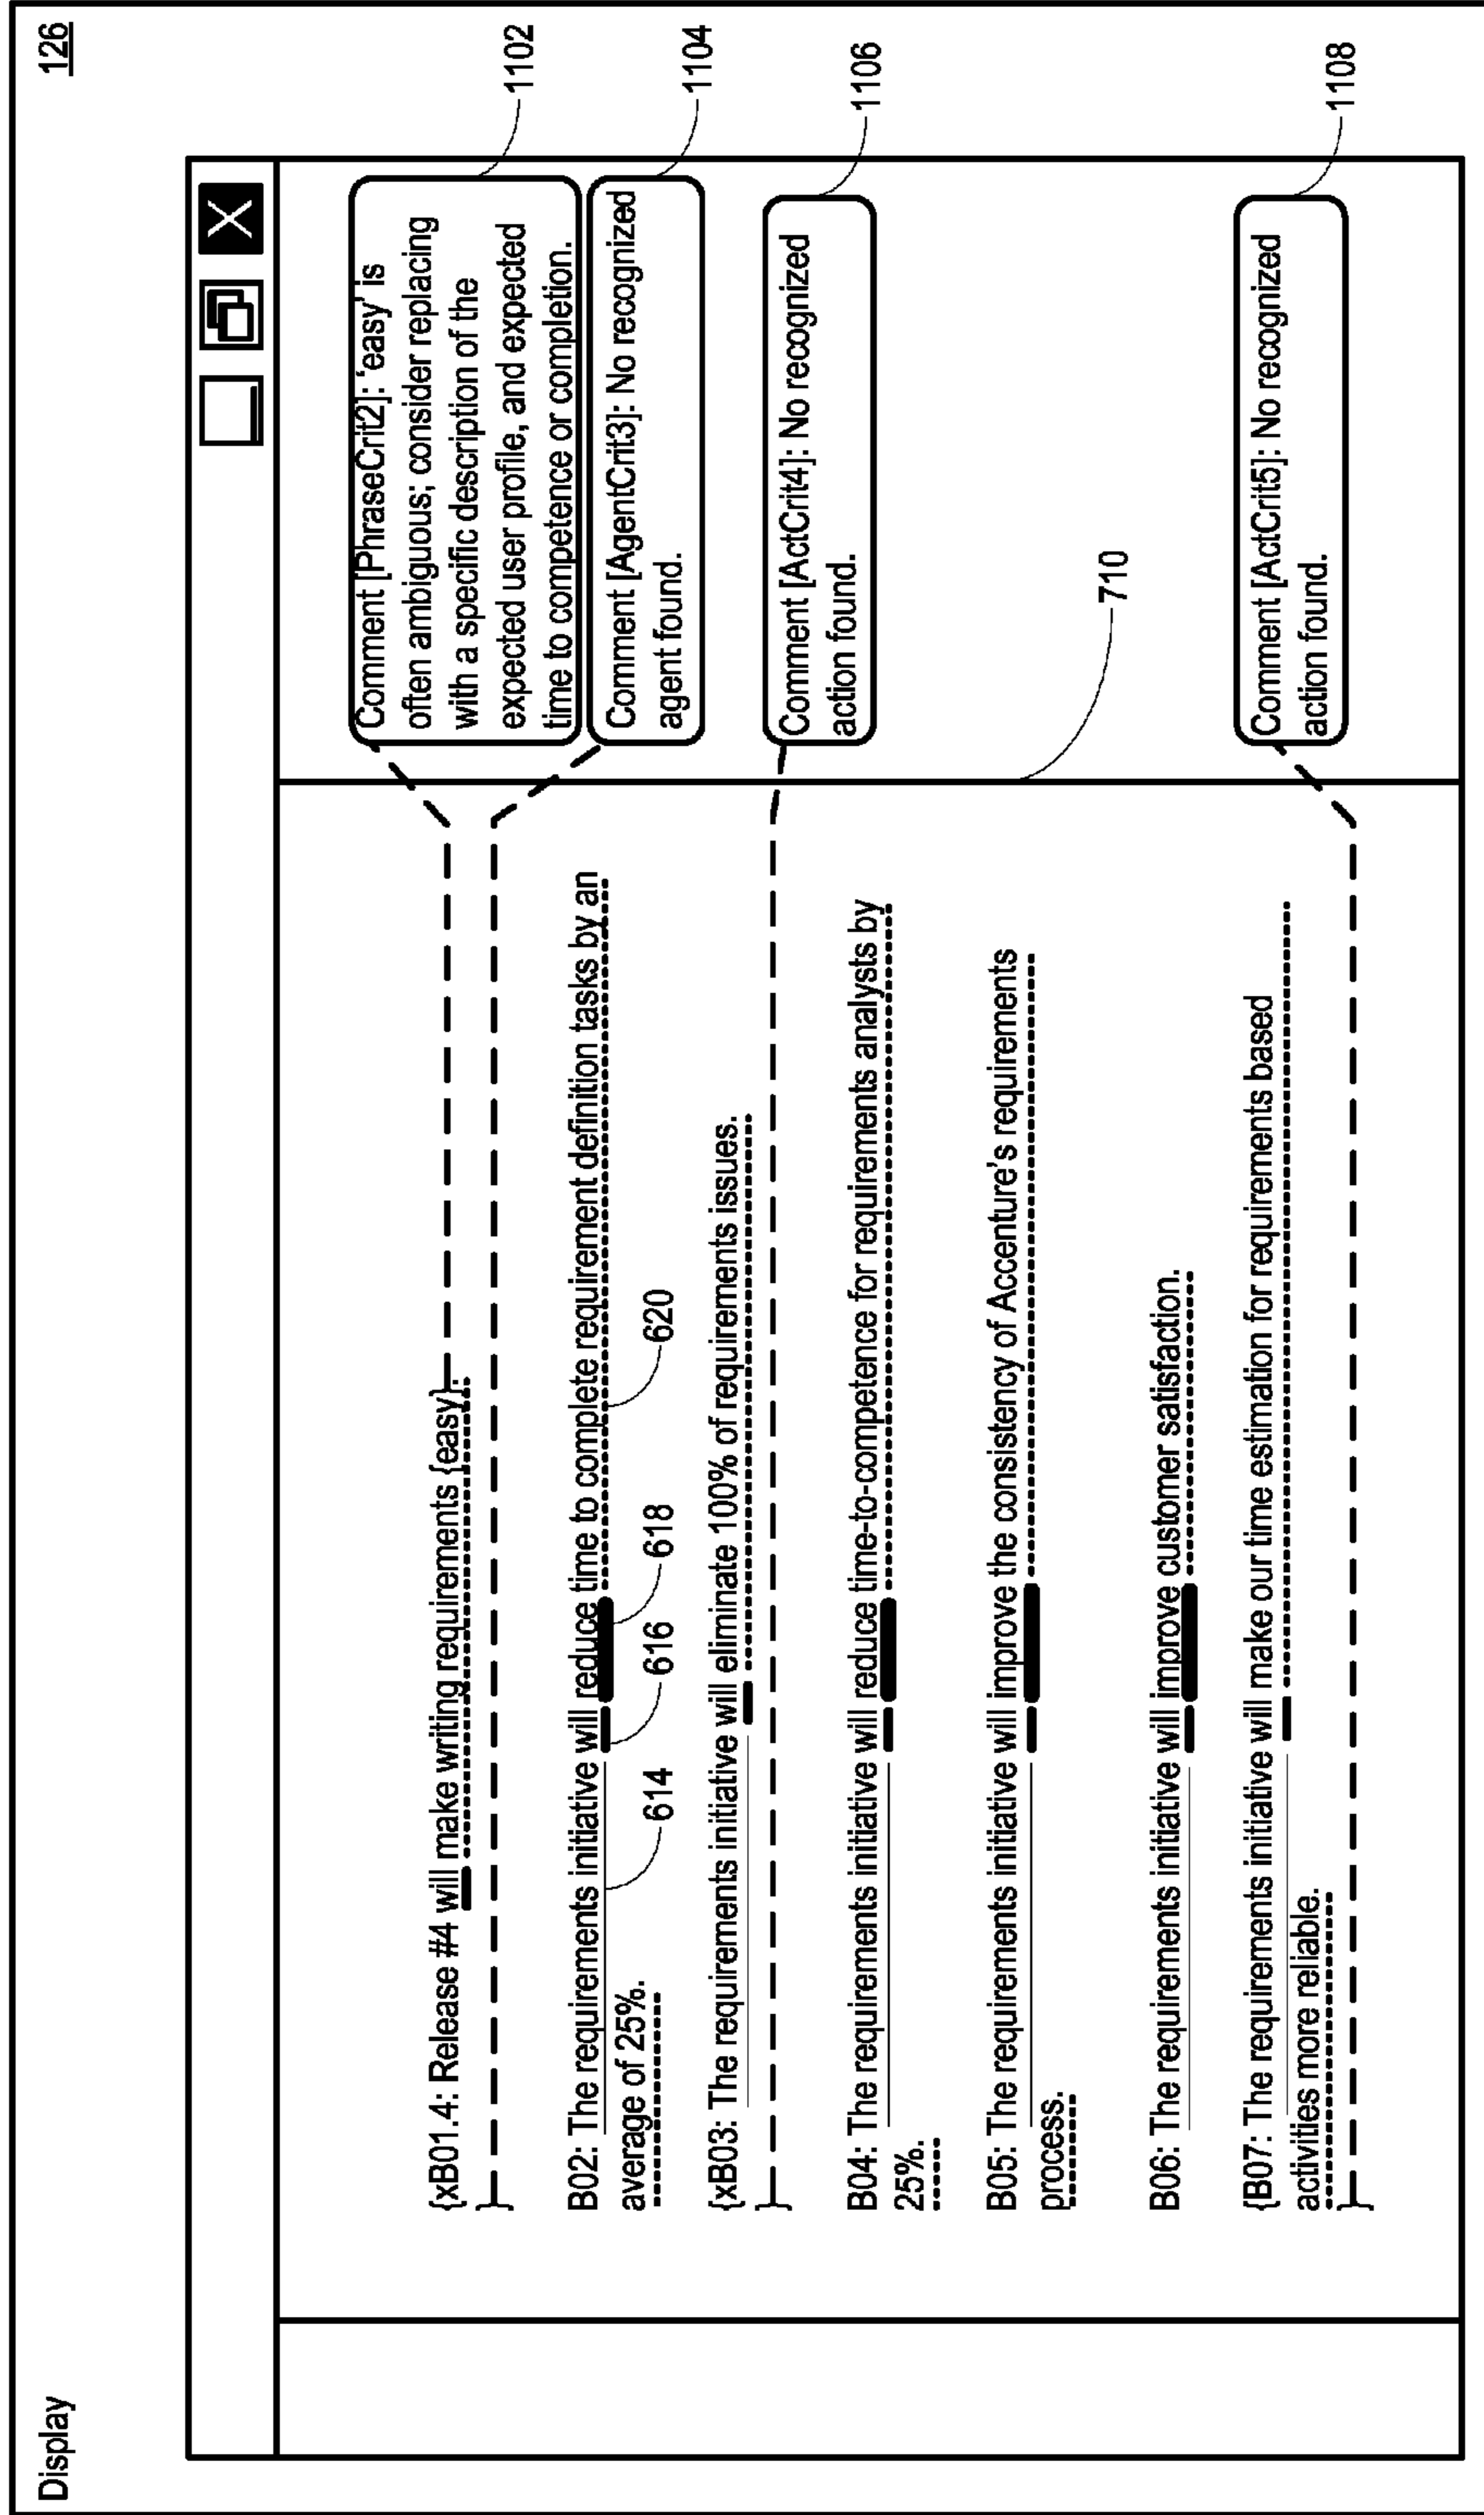 Display
126
{xB01.4: Release #4 will make writing requirements {easy}.
}
B02: The requirements initiative will reduce time to complete requirement definition tasks by an
average of 25%.
614
616
618
620
{xB03: The requirements initiative will eliminate 100% of requirements issues.
}
B04: The requirements initiative will reduce time-to-competence for requirements analysts by
25%.
B05: The requirements initiative will improve the consistency of Accenture's requirements
process.
B06: The requirements initiative will improve customer satisfaction.
{B07: The requirements initiative will make our time estimation for requirements based
activities more reliable.
}
Comment [PhraseCrit2]: 'easy' is
often ambiguous; consider replacing
with a specific description of the
expected user profile, and expected
time to competence or completion.
1102
Comment [AgentCrit3]: No recognized
agent found.
1104
Comment [ActCrit4]: No recognized
action found.
1106
710
Comment [ActCrit5]: No recognized
action found.
1108